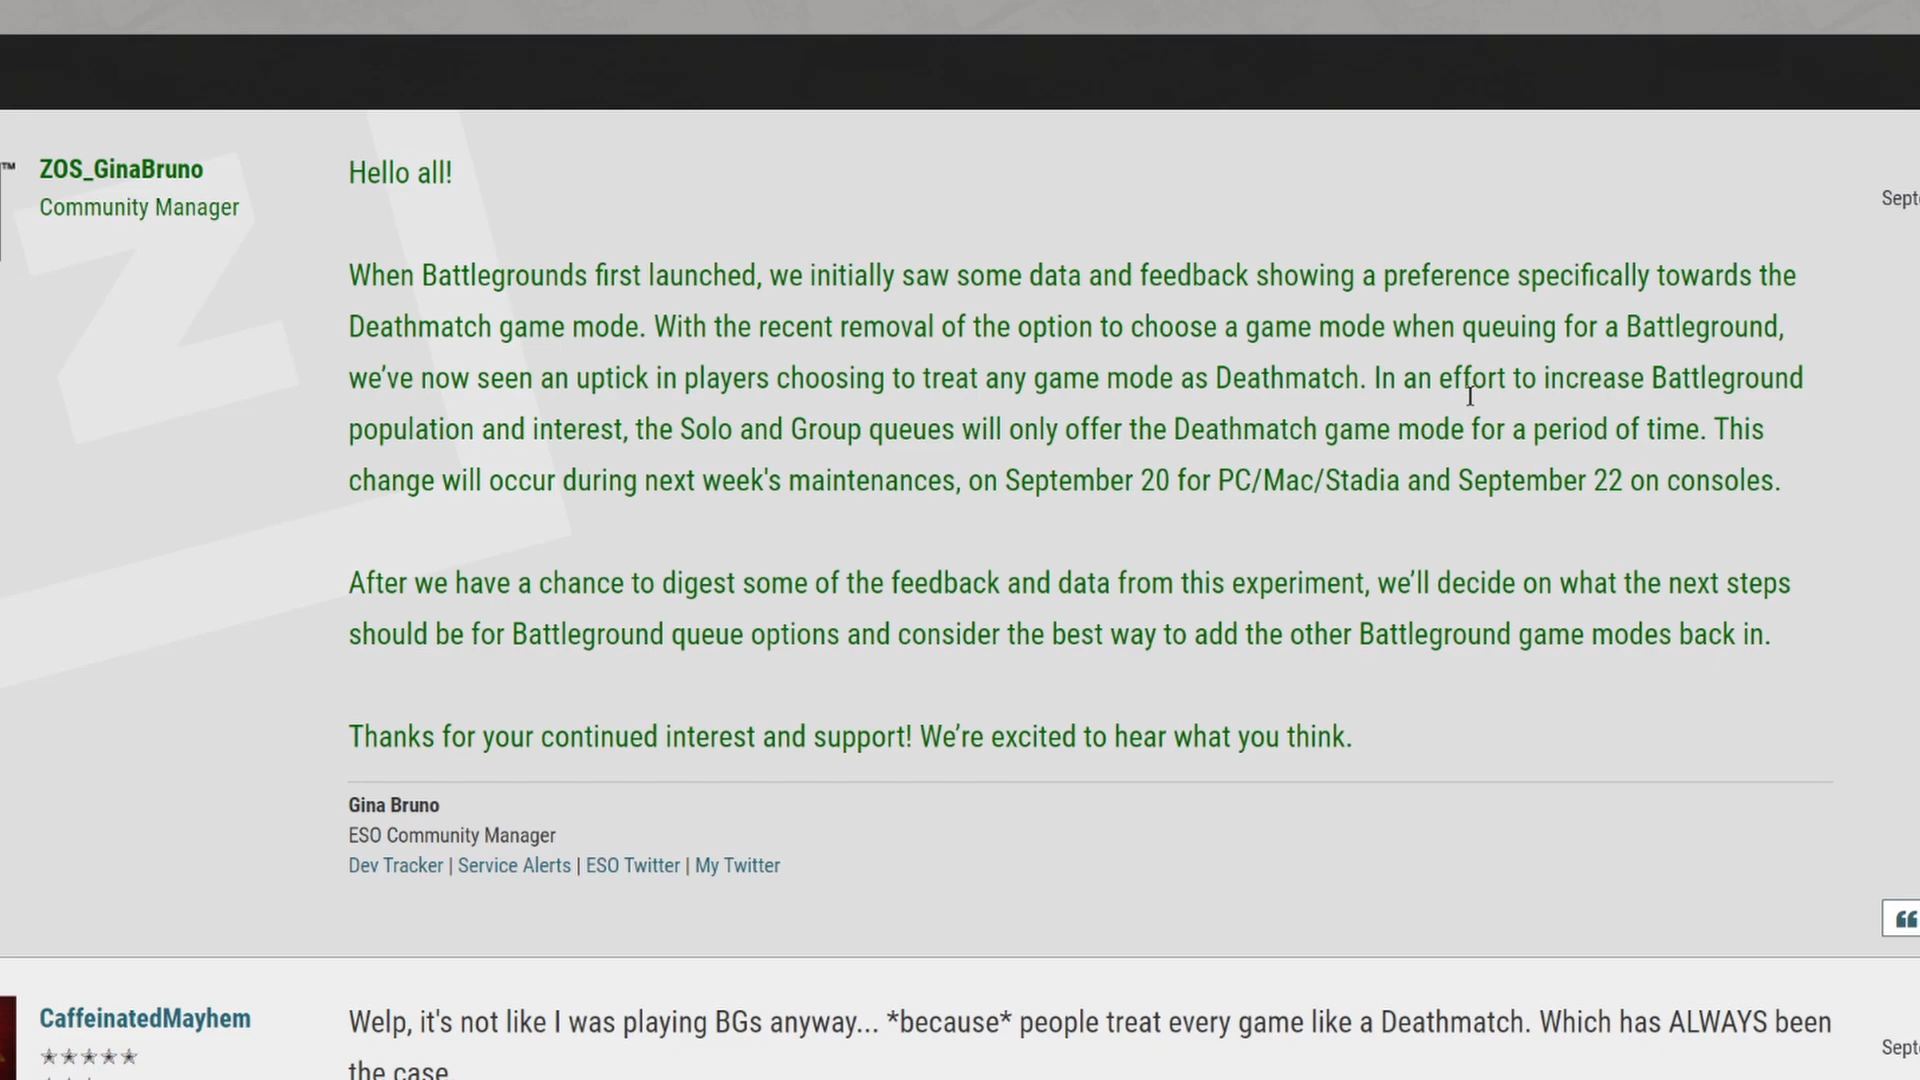 ™
ZOS_GinaBruno
Community Manager
Hello all!
Sept
When Battlegrounds first launched, we initially saw some data and feedback showing a preference specifically towards the
Deathmatch game mode. With the recent removal of the option to choose a game mode when queuing for a Battleground,
we’ve now seen an uptick in players choosing to treat any game mode as Deathmatch. In an effort to increase Battleground
population and interest, the Solo and Group queues will only offer the Deathmatch game mode for a period of time. This
change will occur during next week's maintenances, on September 20 for PC/Mac/Stadia and September 22 on consoles.
After we have a chance to digest some of the feedback and data from this experiment, we’ll decide on what the next steps
should be for Battleground queue options and consider the best way to add the other Battleground game modes back in.
Thanks for your continued interest and support! We’re excited to hear what you think.
Gina Bruno
ESO Community Manager
Dev Tracker | Service Alerts | ESO Twitter | My Twitter
CaffeinatedMayhem
Welp, it's not like I was playing BGs anyway... *because* people treat every game like a Deathmatch. Which has ALWAYS been
the case.
Sept